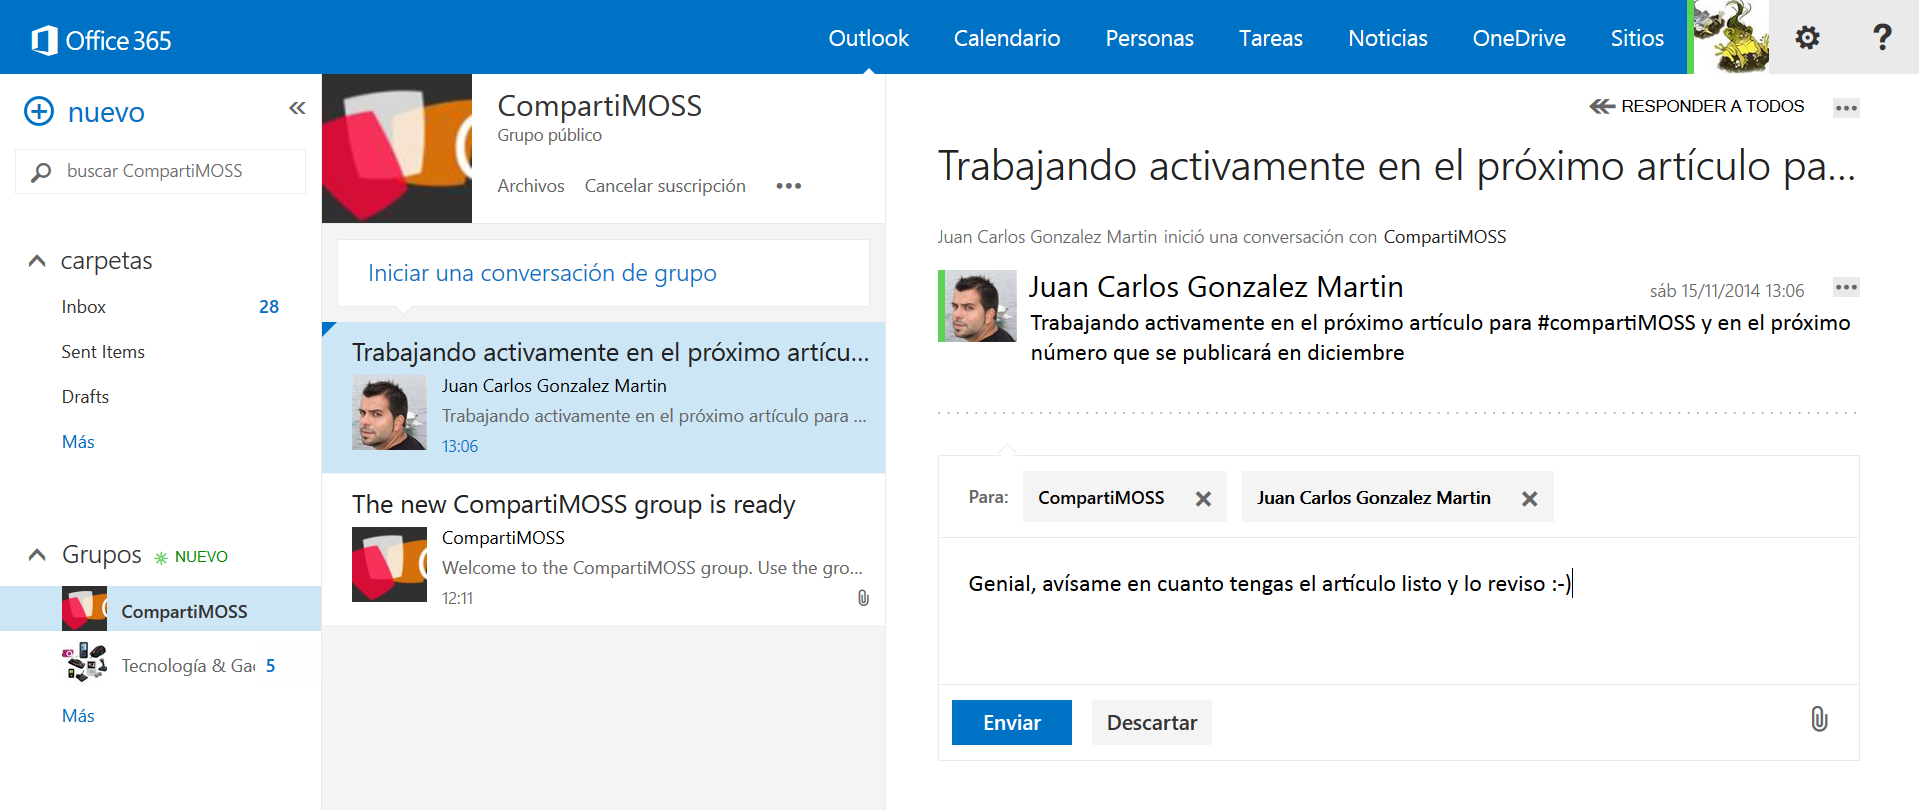 Office 365
Outlook
Calendario
Personas
Tareas
Noticias
OneDrive
Sitios
?
nuevo
buscar CompartiMOSS
carpetas
Inbox 28
Sent Items
Drafts
Más
Grupos NUEVO
CompartiMOSS
Tecnología & Ga 5
Más
CompartiMOSS
Grupo público
Archivos Cancelar suscripción •••
Iniciar una conversación de grupo
Trabajando activamente en el próximo artícu...
Juan Carlos Gonzalez Martin
Trabajando activamente en el próximo artículo para ...
13:06
The new CompartiMOSS group is ready
CompartiMOSS
Welcome to the CompartiMOSS group. Use the gro...
12:11
RESPONDER A TODOS •••
Trabajando activamente en el próximo artículo pa...
Juan Carlos Gonzalez Martin inició una conversación con CompartiMOSS
Juan Carlos Gonzalez Martin
sáb 15/11/2014 13:06 •••
Trabajando activamente en el próximo artículo para #compartiMOSS y en el próximo
número que se publicará en diciembre
Para: CompartiMOSS × Juan Carlos Gonzalez Martin ×
Genial, avísame en cuanto tengas el artículo listo y lo reviso :-)
Enviar Descartar